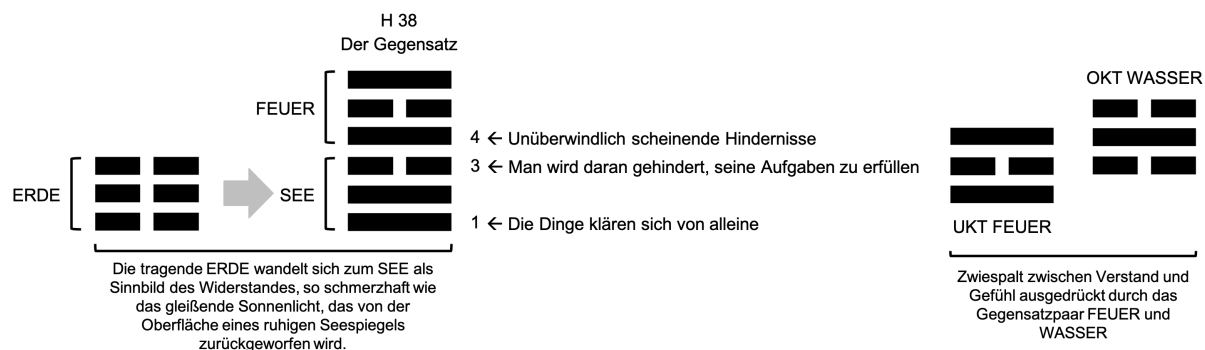 H 38
Der Gegensatz
FEUER
4 ← Unüberwindlich scheinende Hindernisse
3 ← Man wird daran gehindert, seine Aufgaben zu erfüllen
ERDE
SEE
1 ← Die Dinge klären sich von alleine
Die tragende ERDE wandelt sich zum SEE als
Sinnbild des Widerstandes, so schmerzhaft wie
das gleißende Sonnenlicht, das von der
Oberfläche eines ruhigen Seespiegels
zurückgeworfen wird.
OKT WASSER
UKT FEUER
Zwiespalt zwischen Verstand und
Gefühl ausgedrückt durch das
Gegensatzpaar FEUER und
WASSER